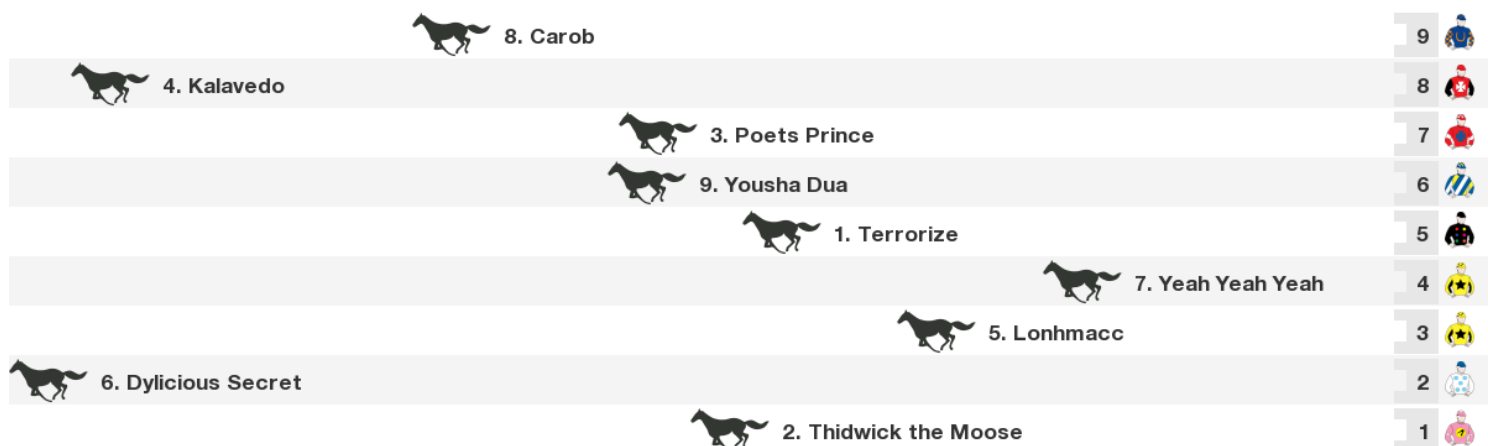 8. Carob 9
4. Kalavedo 8
3. Poets Prince 7
9. Yousha Dua 6
1. Terrorize 5
7. Yeah Yeah Yeah 4
5. Lonhmacc 3
6. Dylicious Secret 2
2. Thidwick the Moose 1